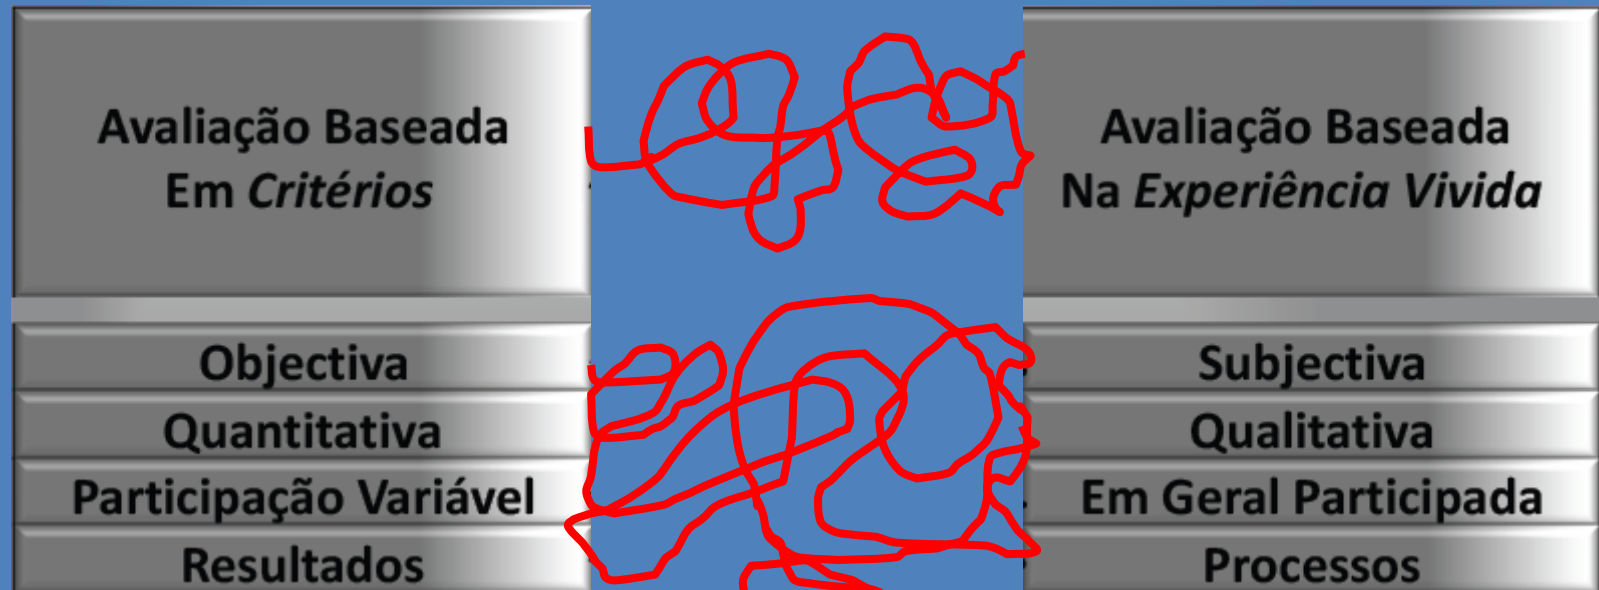 Avaliação Baseada
Em Critérios
Objectiva
Quantitativa
Participação Variável
Resultados
Avaliação Baseada
Na Experiência Vivida
Subjectiva
Qualitativa
Em Geral Participada
Processos